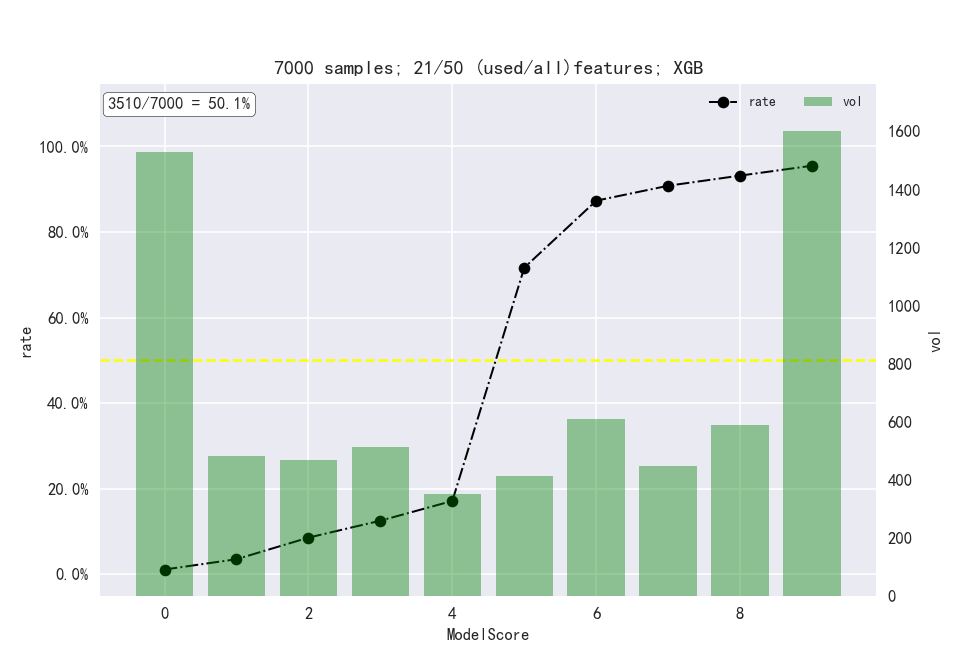 7000 samples; 21/50 (used/all)features; XGB
3510/7000 = 50.1%
rate
vol
100.0%
80.0%
60.0%
40.0%
20.0%
0.0%
rate
1600
1400
1200
1000
800
600
400
200
0
vol
0
2
4
6
8
ModelScore